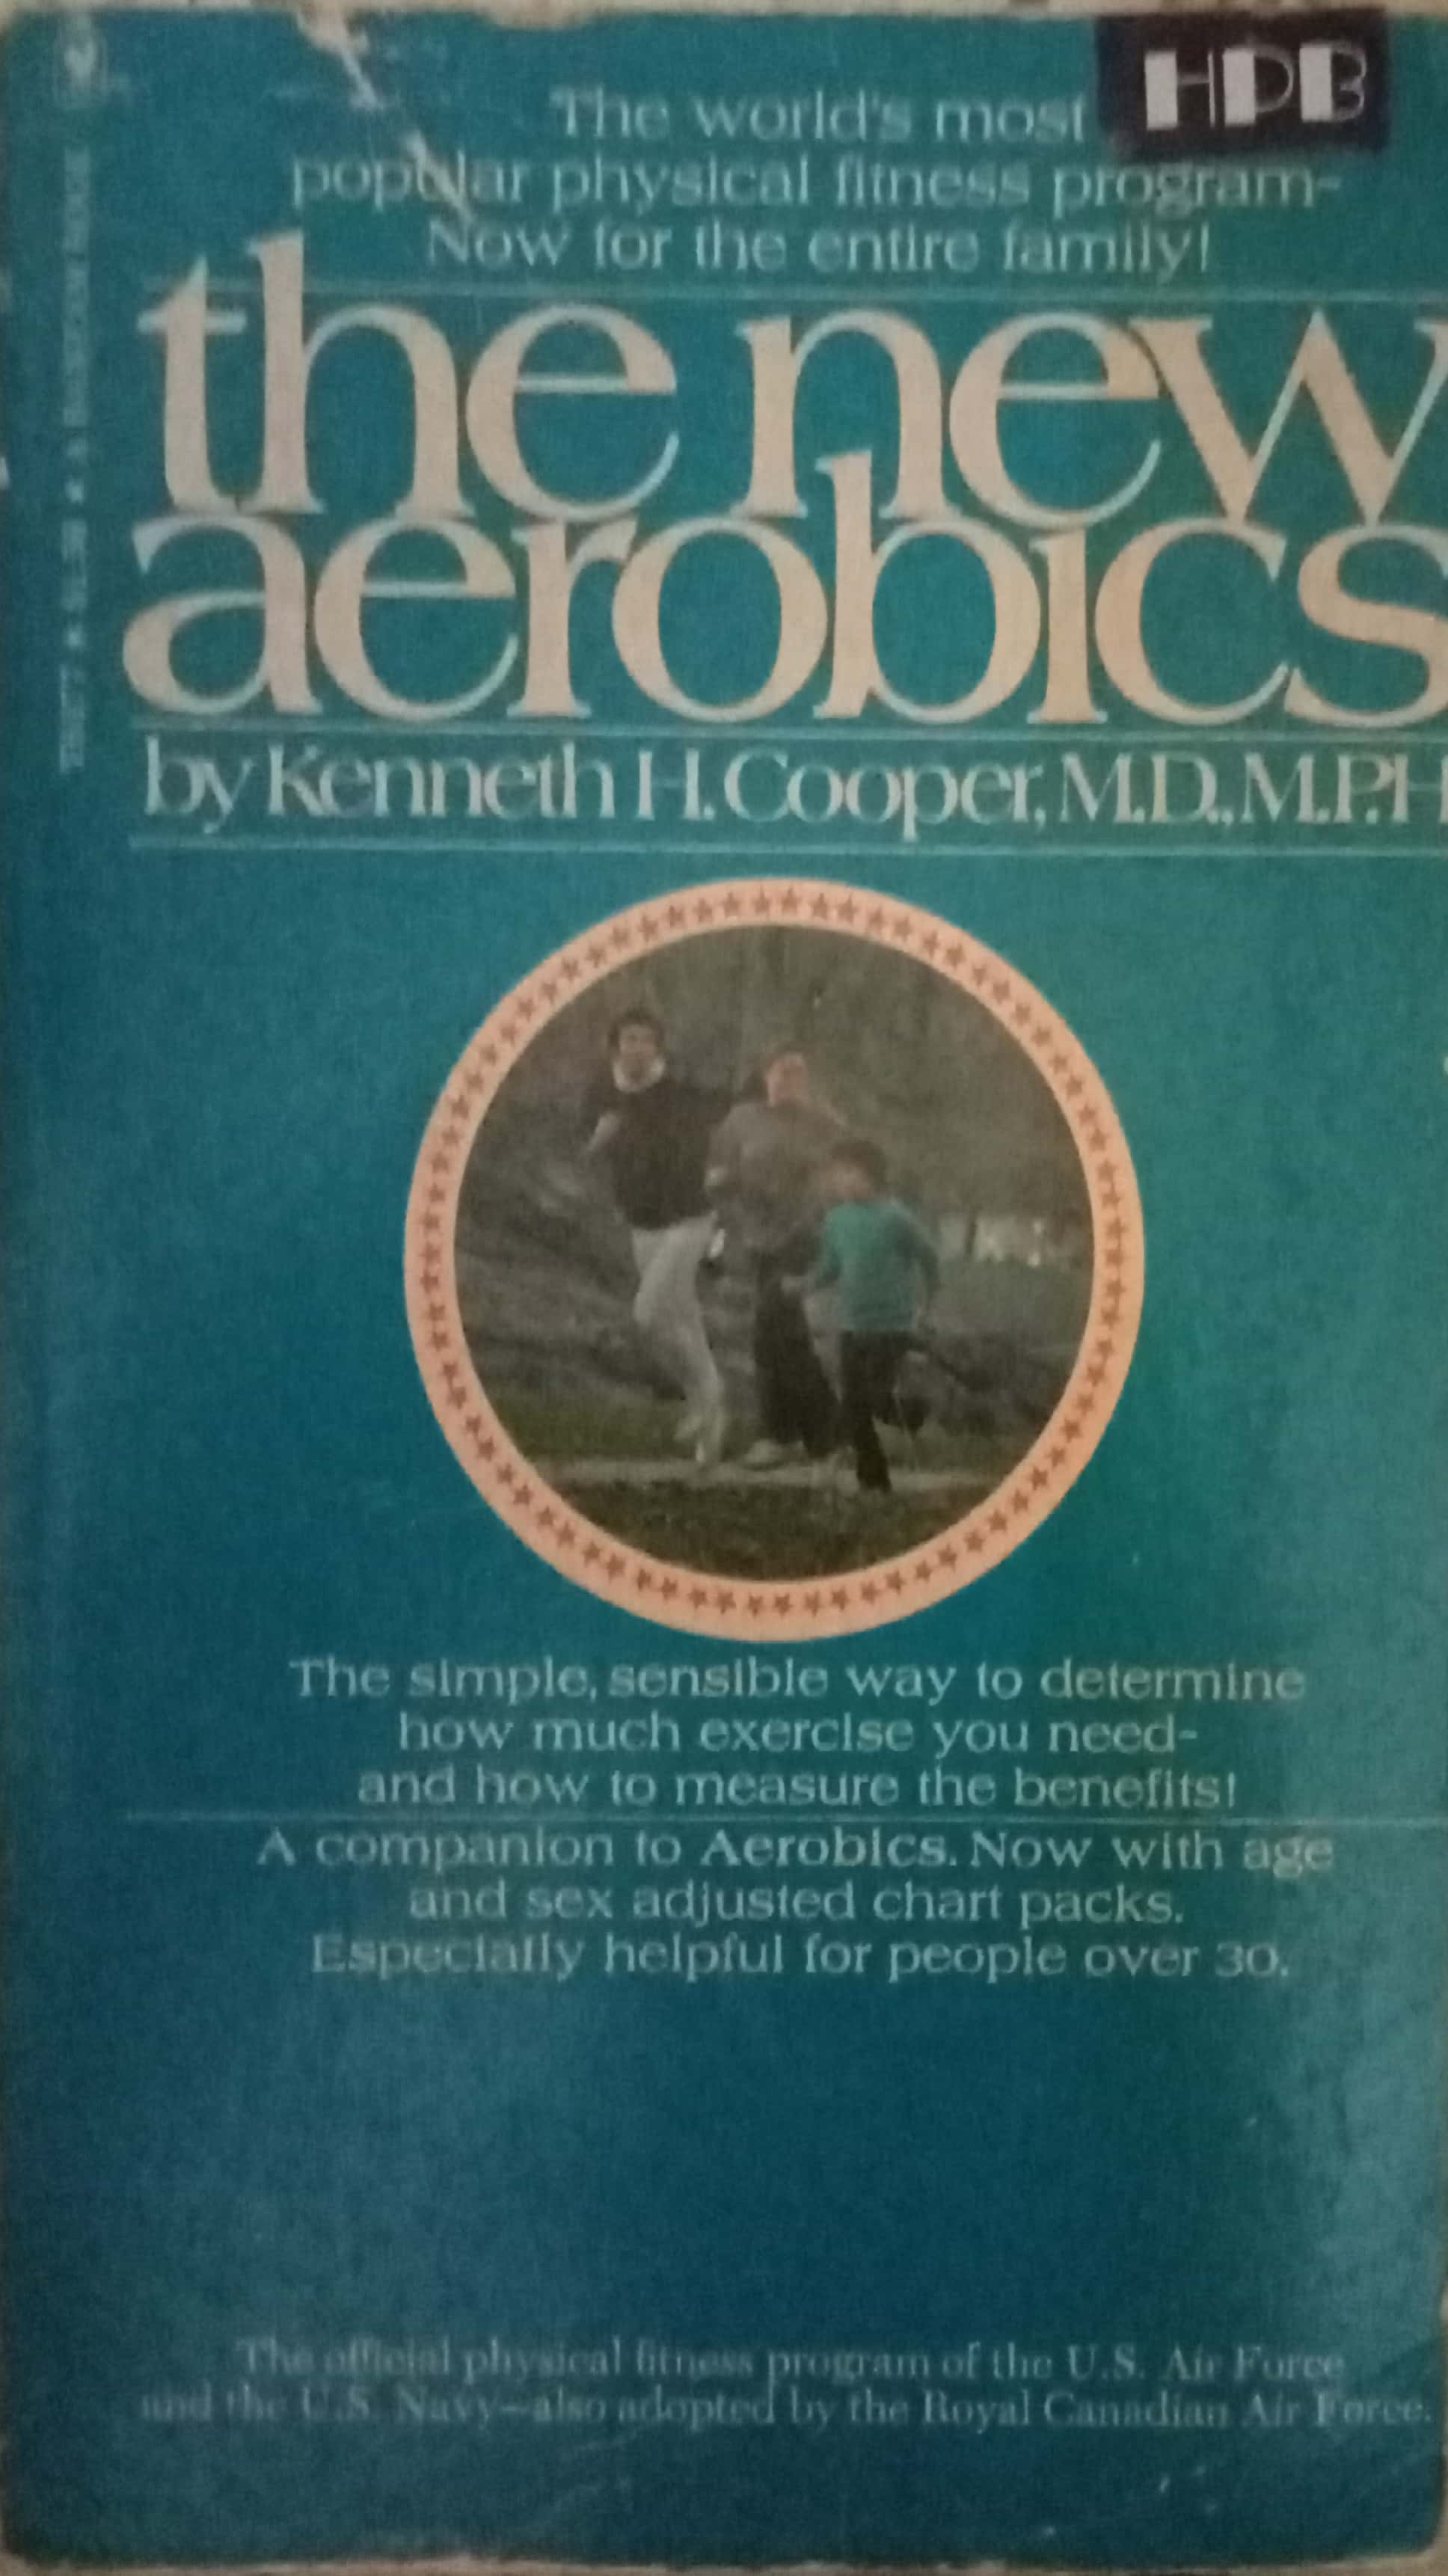 HPB
The world's most
popular physical fitness program-
Now for the entire family!
the new
aerobics
by Kenneth H. Cooper, M.D., M.P.H
The simple, sensible way to determine
how much exercise you need-
and how to measure the benefits!
A companion to Aerobics. Now with age
and sex adjusted chart packs.
Especially helpful for people over 30.
The official physical fitness program of the U.S. Air Force
and the U.S. Navy—also adopted by the Royal Canadian Air Force.
A BANTAM BOOK